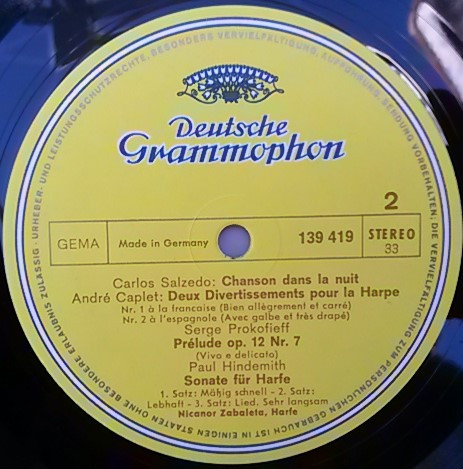 Deutsche
Grammophon
2
GEMA
Made in Germany
139 419
STEREO
33
Carlos Salzedo: Chanson dans la nuit
André Caplet: Deux Divertissements pour la Harpe
Nr. 1 à la francaise (Bien allègrement et carré)
Nr. 2 à l'espagnole (Avec galbe et très drapé)
Serge Prokofieff
Prélude op. 12 Nr. 7
(Vivo e delicato)
Paul Hindemith
Sonate für Harfe
1. Satz: Mäßig schnell - 2. Satz:
Lebhaft - 3. Satz: Lied. Sehr langsam
Nicanor Zabaleta, Harfe
URHEBER- UND LEISTUNGSSCHUTZRECHTE, BESONDERS VERVIELFÄLTIGUNG, AUFFÜHRUNG, SENDUNG VORBEHALTEN; DIE VERVIELFÄLTIGUNG ZUM PERSÖNLICHEN GEBRAUCH IST IN EINIGEN STAATEN OHNE BESONDERE ERLAUBNIS ZULÄSSIG